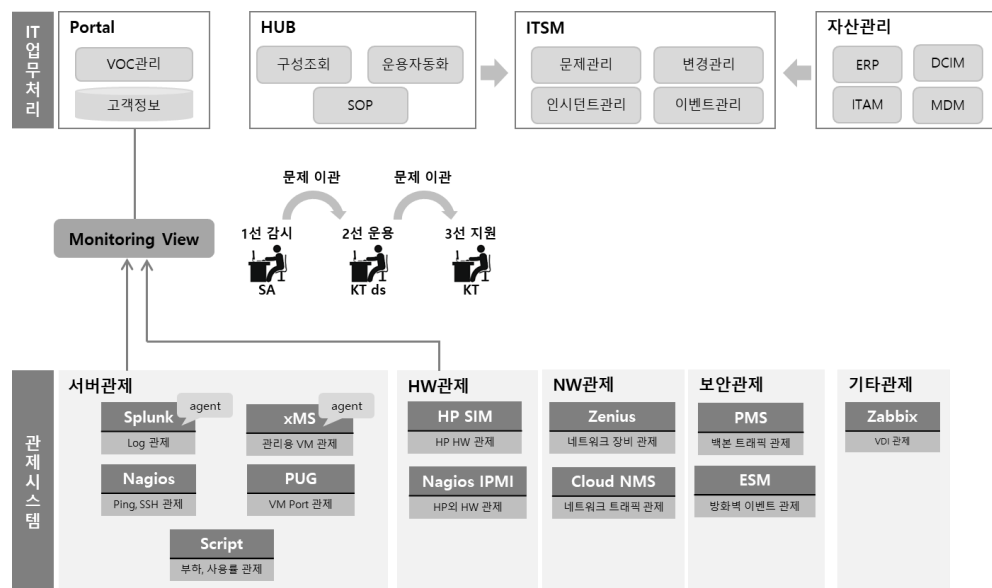 IT업무처리
Portal
VOC관리
고객정보
HUB
구성조회
운용자동화
SOP
ITSM
문제관리
변경관리
인시던트관리
이벤트관리
자산관리
ERP
DCIM
ITAM
MDM
Monitoring View
문제 이관
문제 이관
1선 감시
2선 운용
3선 지원
SA
KT ds
KT
관제시스템
서버관제
Splunk
agent
Log 관제
xMS
agent
관리용 VM 관제
Nagios
Ping, SSH 관제
PUG
VM Port 관제
Script
부하, 사용률 관제
HW관제
HP SIM
HP HW 관제
Nagios IPMI
HP외 HW 관제
NW관제
Zenius
네트워크 장비 관제
Cloud NMS
네트워크 트래픽 관제
보안관제
PMS
백본 트래픽 관제
ESM
방화벽 이벤트 관제
기타관제
Zabbix
VDI 관제